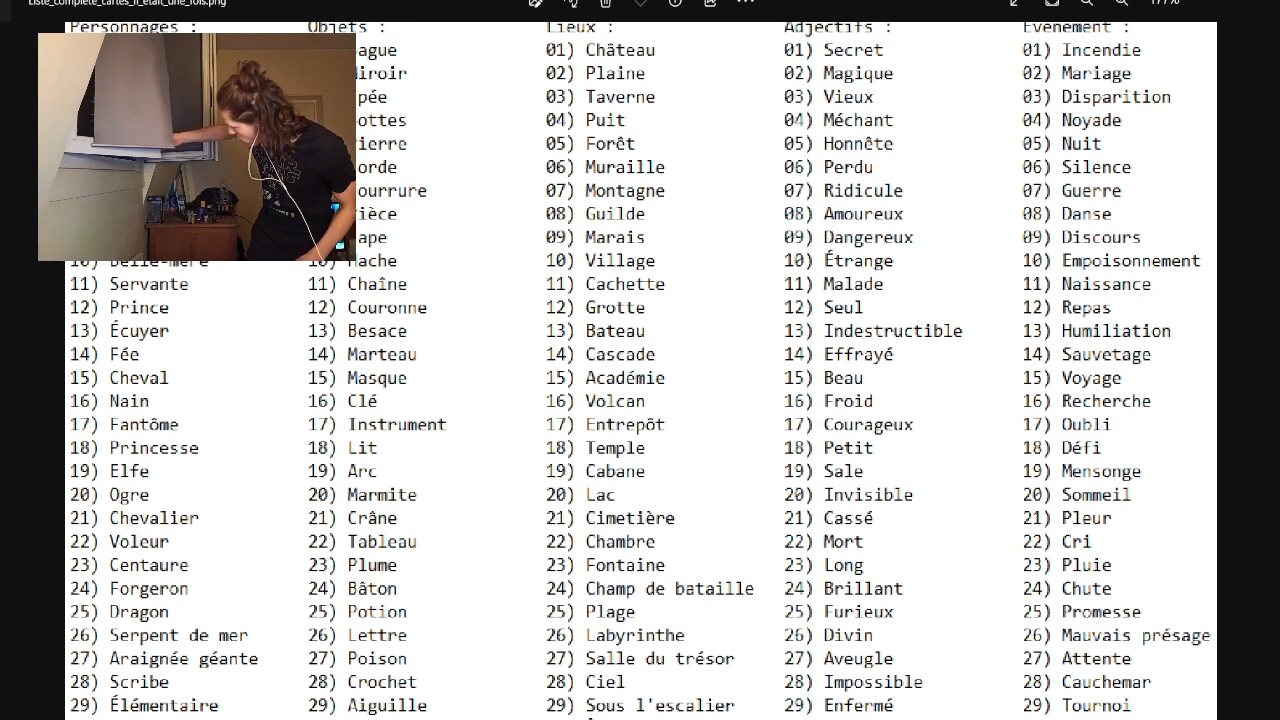 Liste_complete_cartes_il_etait_une_fois.png 177%
Personnages : Objets : Lieux : Adjectifs : Evenement :
01) Château 01) Secret 01) Incendie
02) Plaine 02) Magique 02) Mariage
03) Taverne 03) Vieux 03) Disparition
04) Puit 04) Méchant 04) Noyade
05) Forêt 05) Honnête 05) Nuit
06) Muraille 06) Perdu 06) Silence
07) Montagne 07) Ridicule 07) Guerre
08) Guilde 08) Amoureux 08) Danse
09) Marais 09) Dangereux 09) Discours
10) Belle-mère 10) Hache 10) Village 10) Étrange 10) Empoisonnement
11) Servante 11) Chaîne 11) Cachette 11) Malade 11) Naissance
12) Prince 12) Couronne 12) Grotte 12) Seul 12) Repas
13) Écuyer 13) Besace 13) Bateau 13) Indestructible 13) Humiliation
14) Fée 14) Marteau 14) Cascade 14) Effrayé 14) Sauvetage
15) Cheval 15) Masque 15) Académie 15) Beau 15) Voyage
16) Nain 16) Clé 16) Volcan 16) Froid 16) Recherche
17) Fantôme 17) Instrument 17) Entrepôt 17) Courageux 17) Oubli
18) Princesse 18) Lit 18) Temple 18) Petit 18) Défi
19) Elfe 19) Arc 19) Cabane 19) Sale 19) Mensonge
20) Ogre 20) Marmite 20) Lac 20) Invisible 20) Sommeil
21) Chevalier 21) Crâne 21) Cimetière 21) Cassé 21) Pleur
22) Voleur 22) Tableau 22) Chambre 22) Mort 22) Cri
23) Centaure 23) Plume 23) Fontaine 23) Long 23) Pluie
24) Forgeron 24) Bâton 24) Champ de bataille 24) Brillant 24) Chute
25) Dragon 25) Potion 25) Plage 25) Furieux 25) Promesse
26) Serpent de mer 26) Lettre 26) Labyrinthe 26) Divin 26) Mauvais présage
27) Araignée géante 27) Poison 27) Salle du trésor 27) Aveugle 27) Attente
28) Scribe 28) Crochet 28) Ciel 28) Impossible 28) Cauchemar
29) Élémentaire 29) Aiguille 29) Sous l'escalier 29) Enfermé 29) Tournoi